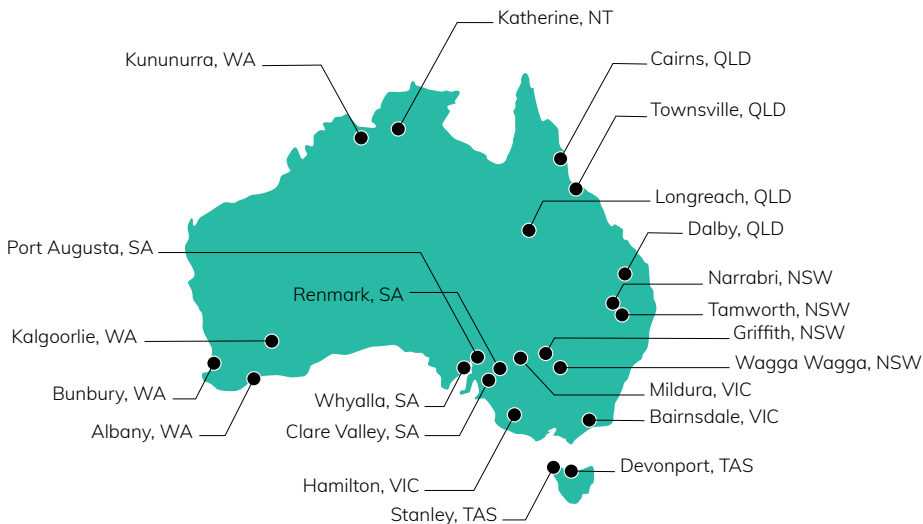 Katherine, NT
Kununurra, WA
Cairns, QLD
Townsville, QLD
Longreach, QLD
Dalby, QLD
Port Augusta, SA
Narrabri, NSW
Renmark, SA
Tamworth, NSW
Griffith, NSW
Kalgoorlie, WA
Wagga Wagga, NSW
Bunbury, WA
Mildura, VIC
Whyalla, SA
Bairnsdale, VIC
Albany, WA
Clare Valley, SA
Devonport, TAS
Hamilton, VIC
Stanley, TAS